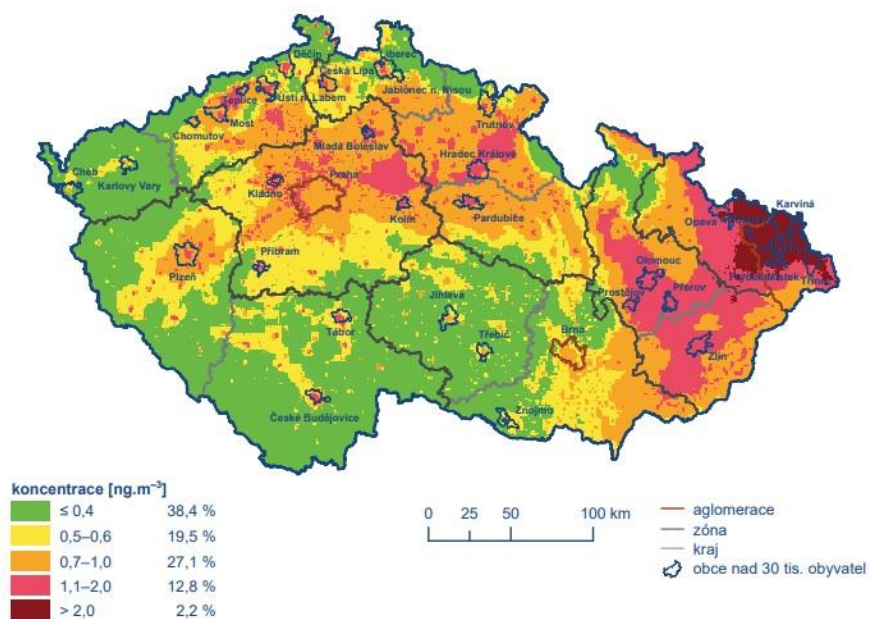 Děčín
Liberec
Česká Lípa
Teplice
Ústí n. Labem
Jablonec n. Nisou
Most
Trutnov
Chomutov
Mladá Boleslav
Hradec Králové
Cheb
Karlovy Vary
Praha
Kladno
Kolín
Pardubice
Karviná
Opava
Příbram
Olomouc
Plzeň
Přerov
Prostějov
Jihlava
Tábor
Třebíč
Brno
Zlín
Znojmo
České Budějovice
koncentrace [ng.m⁻³]
≤ 0,4 38,4 %
0,5–0,6 19,5 %
0,7–1,0 27,1 %
1,1–2,0 12,8 %
> 2,0 2,2 %
0 25 50 100 km
aglomerace
zóna
kraj
obce nad 30 tis. obyvatel